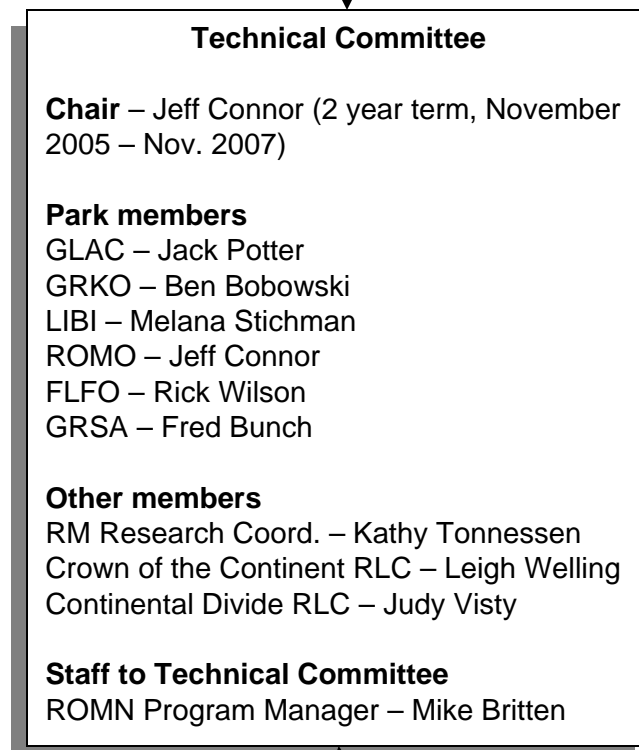 Technical Committee
Chair – Jeff Connor (2 year term, November
2005 – Nov. 2007)
Park members
GLAC – Jack Potter
GRKO – Ben Bobowski
LIBI – Melana Stichman
ROMO – Jeff Connor
FLFO – Rick Wilson
GRSA – Fred Bunch
Other members
RM Research Coord. – Kathy Tonnessen
Crown of the Continent RLC – Leigh Welling
Continental Divide RLC – Judy Visty
Staff to Technical Committee
ROMN Program Manager – Mike Britten